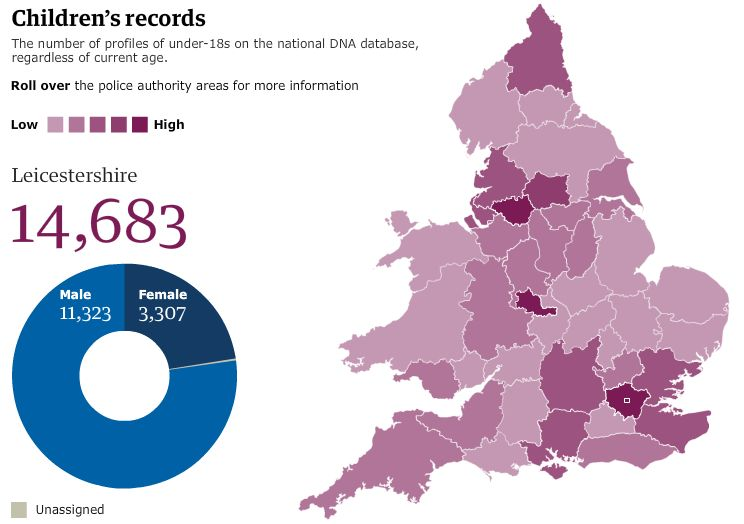 Children's records
The number of profiles of under-18s on the national DNA database,
regardless of current age.
Roll over the police authority areas for more information
Low High
Leicestershire
14,683
Male Female
11,323 3,307
Unassigned